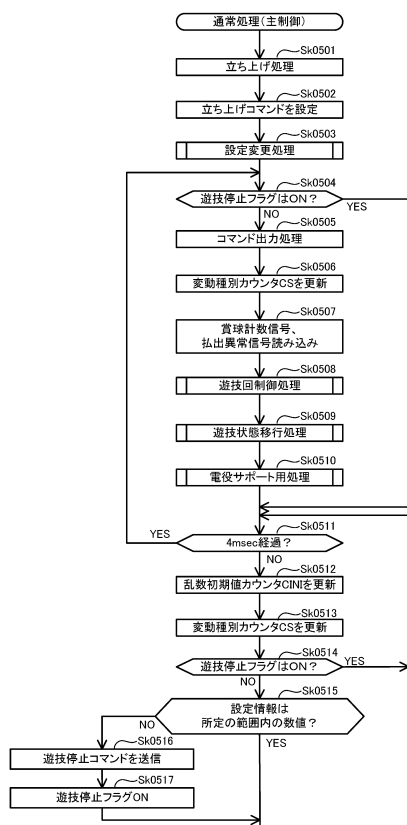 通常処理(主制御)
Sk0501
立ち上げ処理
Sk0502
立ち上げコマンドを設定
Sk0503
設定変更処理
Sk0504
遊技停止フラグはON?
YES
NO
Sk0505
コマンド出力処理
Sk0506
変動種別カウンタCSを更新
Sk0507
賞球計数信号、
払出異常信号読み込み
Sk0508
遊技回制御処理
Sk0509
遊技状態移行処理
Sk0510
電役サポート用処理
Sk0511
YES
4msec経過?
NO
Sk0512
乱数初期値カウンタCINIを更新
Sk0513
変動種別カウンタCSを更新
Sk0514
遊技停止フラグはON?
YES
NO
Sk0515
設定情報は
所定の範囲内の数値?
NO
YES
Sk0516
遊技停止コマンドを送信
Sk0517
遊技停止フラグON